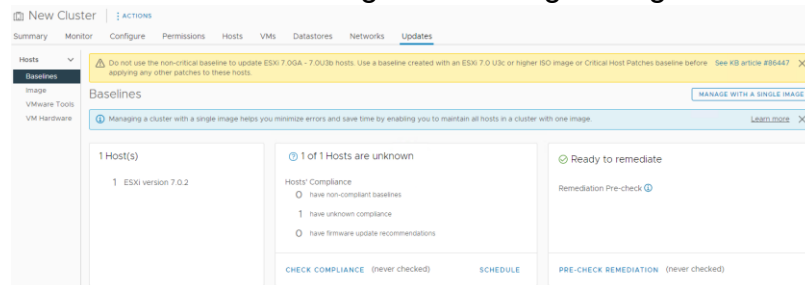 New Cluster
ACTIONS
Summary Monitor Configure Permissions Hosts VMs Datastores Networks Updates
Hosts
Baselines
Image
VMware Tools
VM Hardware
Do not use the non-critical baseline to update ESXi 7.0GA - 7.0U3b hosts. Use a baseline created with an ESXi 7.0 U3c or higher ISO image or Critical Host Patches baseline before See KB article #86447
applying any other patches to these hosts.
Baselines
MANAGE WITH A SINGLE IMAGE
Managing a cluster with a single image helps you minimize errors and save time by enabling you to maintain all hosts in a cluster with one image. Learn more
1 Host(s)
1 ESXi version 7.0.2
1 of 1 Hosts are unknown
Hosts' Compliance
0 have non-compliant baselines
1 have unknown compliance
0 have firmware update recommendations
CHECK COMPLIANCE (never checked) SCHEDULE
Ready to remediate
Remediation Pre-check
PRE-CHECK REMEDIATION (never checked)